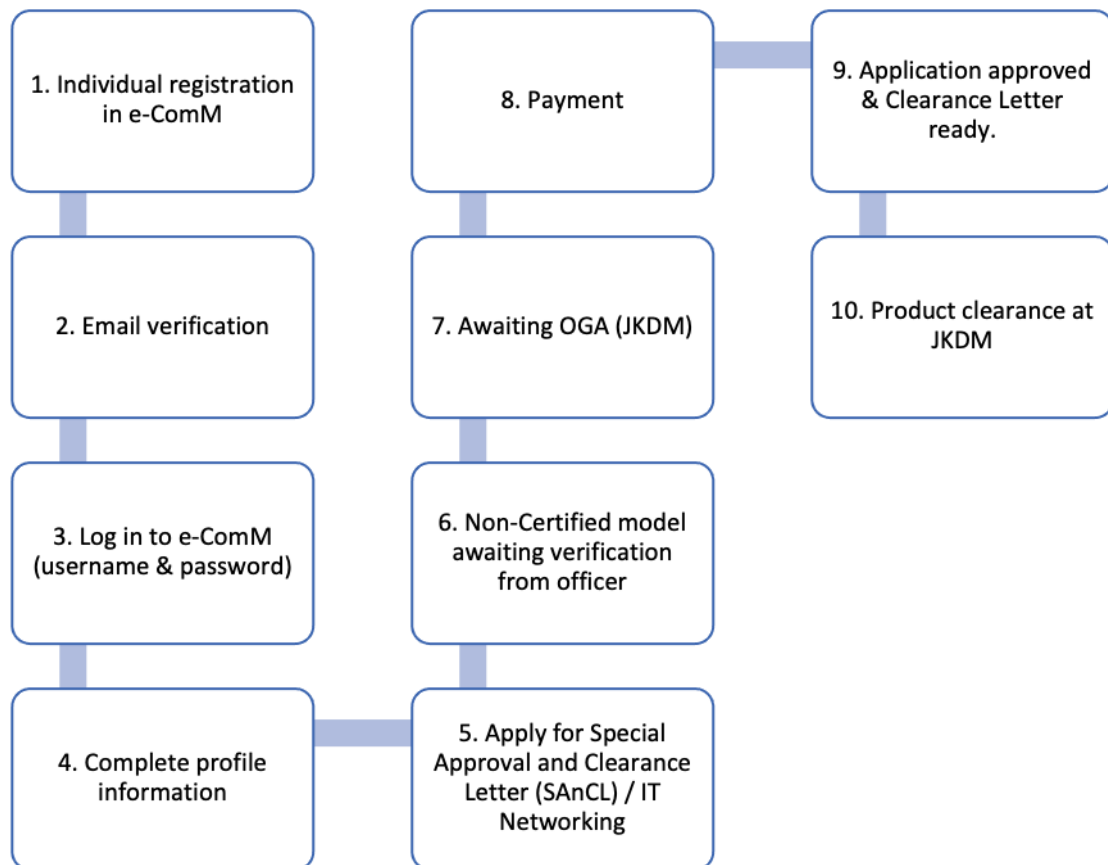 1. Individual registration
in e-ComM
2. Email verification
3. Log in to e-ComM
(username & password)
4. Complete profile
information
5. Apply for Special
Approval and Clearance
Letter (SAnCL) / IT
Networking
6. Non-Certified model
awaiting verification
from officer
7. Awaiting OGA (JKDM)
8. Payment
9. Application approved
& Clearance Letter
ready.
10. Product clearance at
JKDM